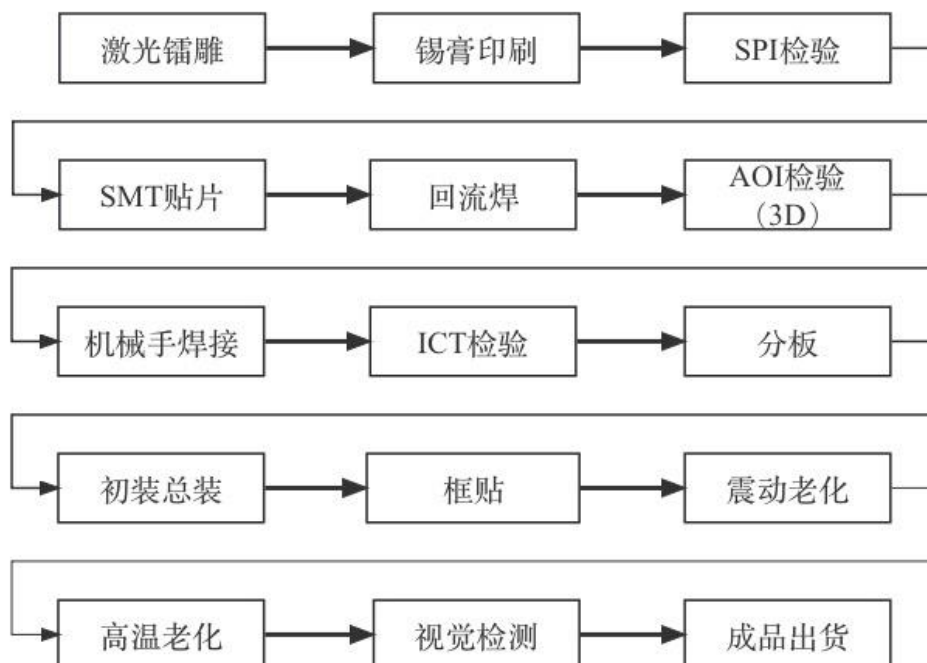 激光镭雕
锡膏印刷
SPI检验
SMT贴片
回流焊
AOI检验
（3D）
机械手焊接
ICT检验
分板
初装总装
框贴
震动老化
高温老化
视觉检测
成品出货